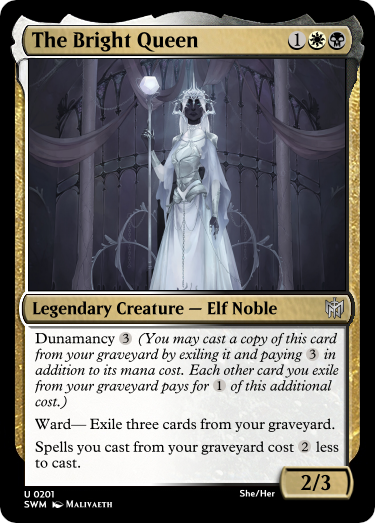 The Bright Queen 1
Legendary Creature — Elf Noble
Dunamancy 3 (You may cast a copy of this card
from your graveyard by exiling it and paying 3 in
addition to its mana cost. Each other card you exile
from your graveyard pays for 1 of this additional
cost.)
Ward— Exile three cards from your graveyard.
Spells you cast from your graveyard cost 2 less
to cast.
2/3
U 0201
She/Her
SWM Malivaeth